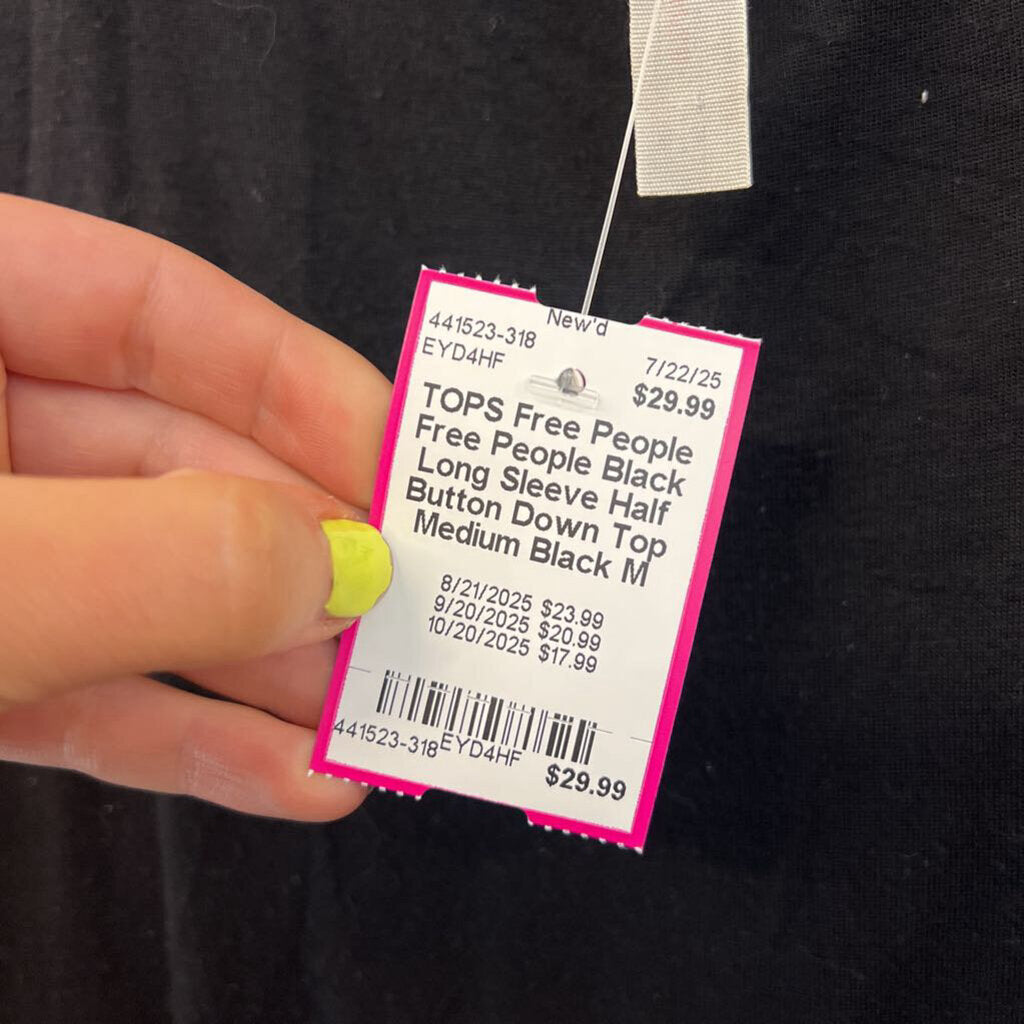 New'd
441523-318
EYD4HF
7/22/25
$29.99
TOPS Free People
Free People Black
Long Sleeve Half
Button Down Top
Medium Black M
8/21/2025 $23.99
9/20/2025 $20.99
10/20/2025 $17.99
441523-318 EYD4HF
$29.99